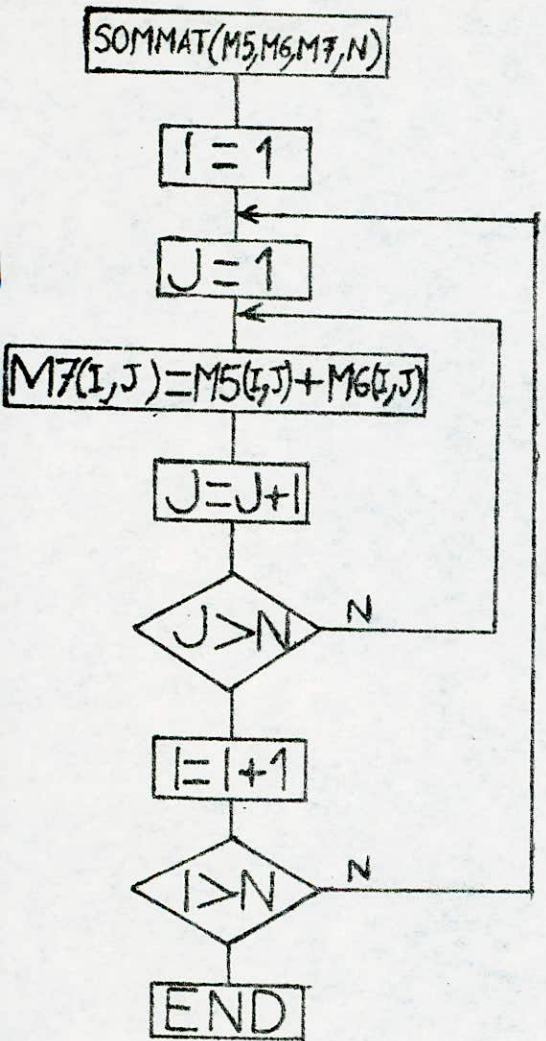 SOMMAT(M5,M6,M7,N)
I = 1
J = 1
M7(I,J)=M5(I,J)+M6(I,J)
J=J+1
J>N N
I=I+1
I>N N
END